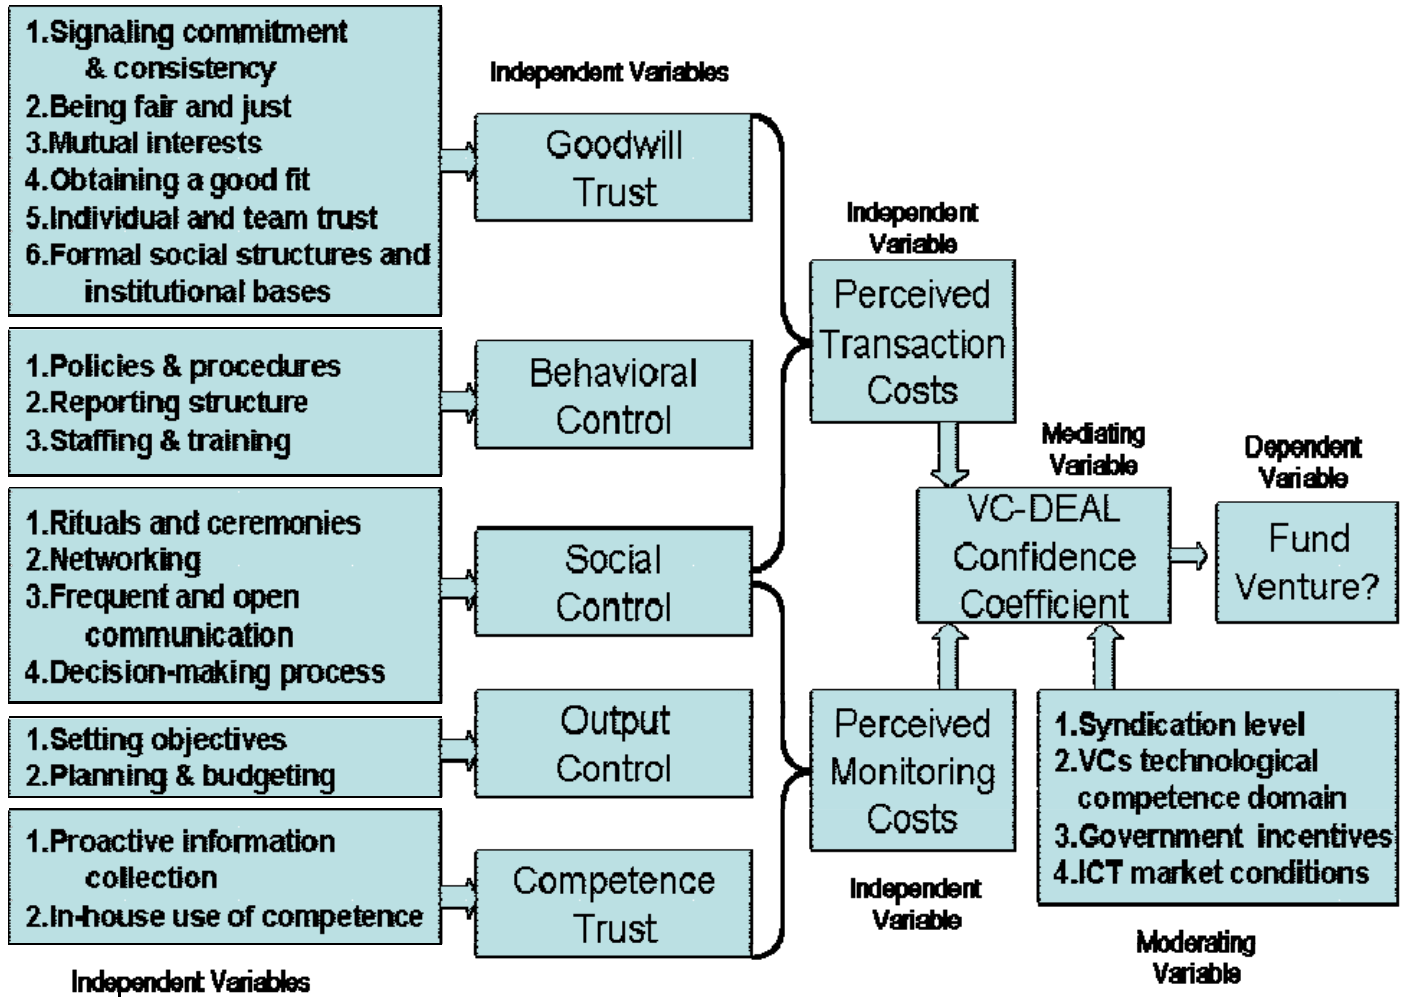 1.Signaling commitment
& consistency
2.Being fair and just
3.Mutual interests
4.Obtaining a good fit
5.Individual and team trust
6.Formal social structures and
institutional bases
1.Policies & procedures
2.Reporting structure
3.Staffing & training
1.Rituals and ceremonies
2.Networking
3.Frequent and open
communication
4.Decision-making process
1.Setting objectives
2.Planning & budgeting
1.Proactive information
collection
2.In-house use of competence
Independent Variables
Independent Variables
Goodwill
Trust
Behavioral
Control
Social
Control
Output
Control
Competence
Trust
Independent
Variable
Perceived
Transaction
Costs
Perceived
Monitoring
Costs
Independent
Variable
Mediating
Variable
VC-DEAL
Confidence
Coefficient
Dependent
Variable
Fund
Venture?
1.Syndication level
2.VCs technological
competence domain
3.Government incentives
4.ICT market conditions
Moderating
Variable